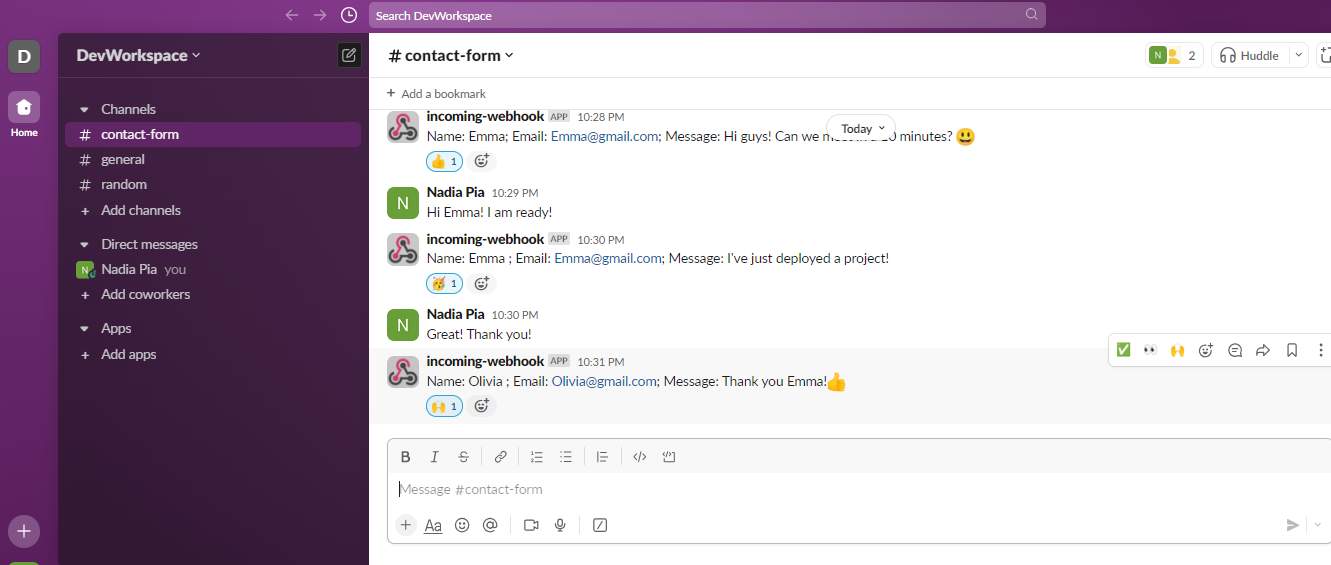 Search DevWorkspace
D
DevWorkspace
# contact-form
N 2
Huddle
Home
+ Add a bookmark
Channels
# contact-form
# general
# random
+ Add channels
Direct messages
N Nadia Pia you
+ Add coworkers
Apps
+ Add apps
Today
incoming-webhook APP 10:28 PM
Name: Emma; Email: Emma@gmail.com; Message: Hi guys! Can we minutes? 😃
👍 1
N
Nadia Pia 10:29 PM
Hi Emma! I am ready!
incoming-webhook APP 10:30 PM
Name: Emma ; Email: Emma@gmail.com; Message: I've just deployed a project!
🥳 1
N
Nadia Pia 10:30 PM
Great! Thank you!
incoming-webhook APP 10:31 PM
Name: Olivia ; Email: Olivia@gmail.com; Message: Thank you Emma!👍
🙌 1
B I S
Message #contact-form
+ Aa @